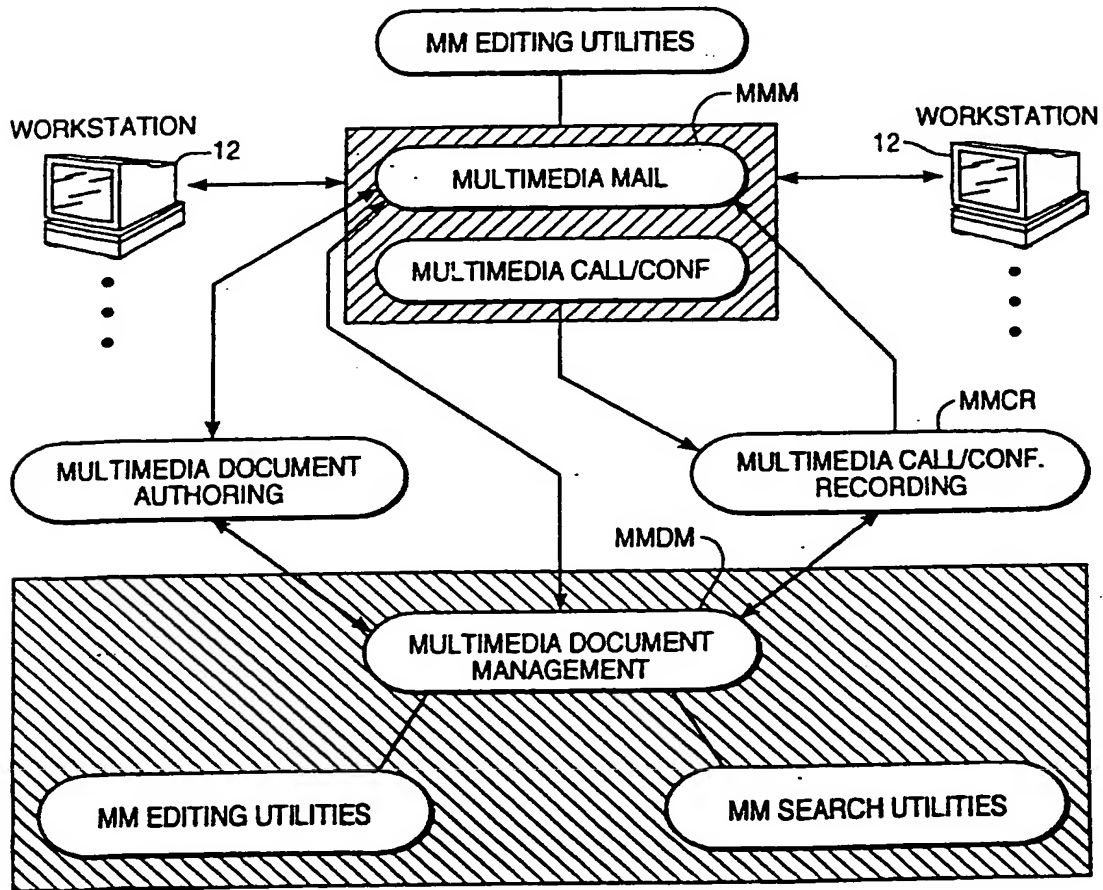 MM EDITING UTILITIES
MMM
WORKSTATION
12
WORKSTATION
12
MULTIMEDIA MAIL
MULTIMEDIA CALL/CONF
MMCR
MULTIMEDIA DOCUMENT
AUTHORING
MULTIMEDIA CALL/CONF.
RECORDING
MMDM
MULTIMEDIA DOCUMENT
MANAGEMENT
MM EDITING UTILITIES
MM SEARCH UTILITIES